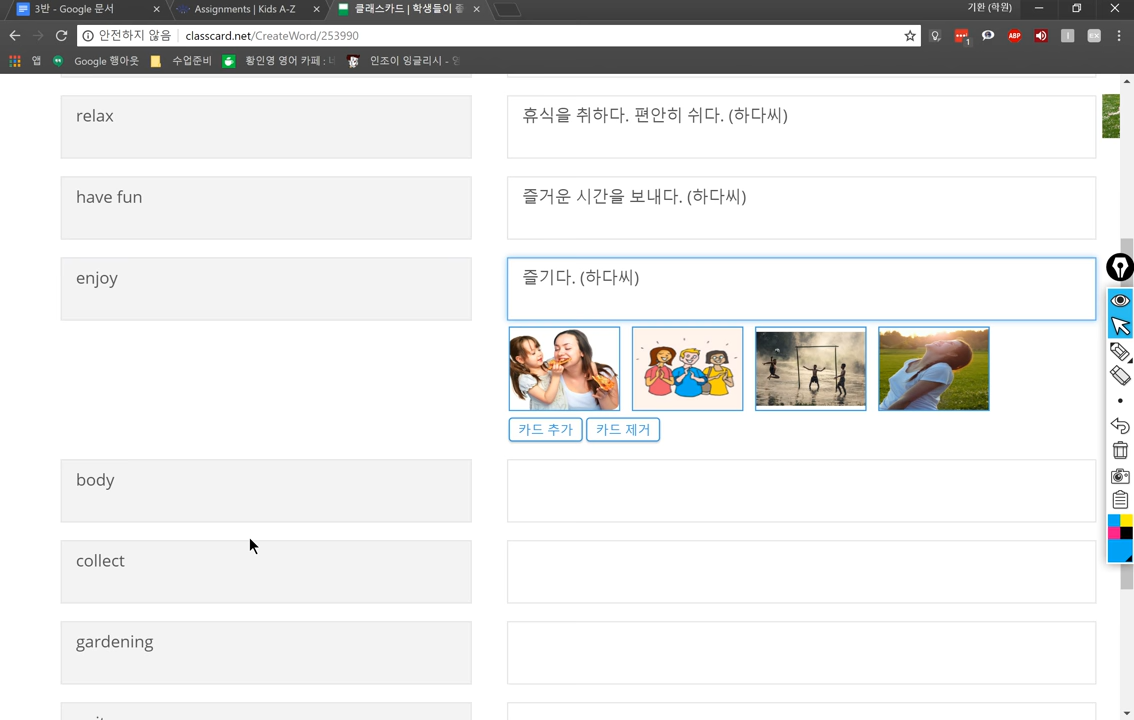 3반 - Google 문서
Assignments | Kids A-Z
클래스카드 | 학생들이 즐
기환 (학원)
안전하지 않음
classcard.net/CreateWord/253990
ABP
1
앱
Google 행아웃
수업준비
황인영 영어 카페 : 네
인조이 잉글리시 - 영
relax
휴식을 취하다. 편안히 쉬다. (하다씨)
have fun
즐거운 시간을 보내다. (하다씨)
enjoy
즐기다. (하다씨)
카드 추가
카드 제거
body
collect
gardening